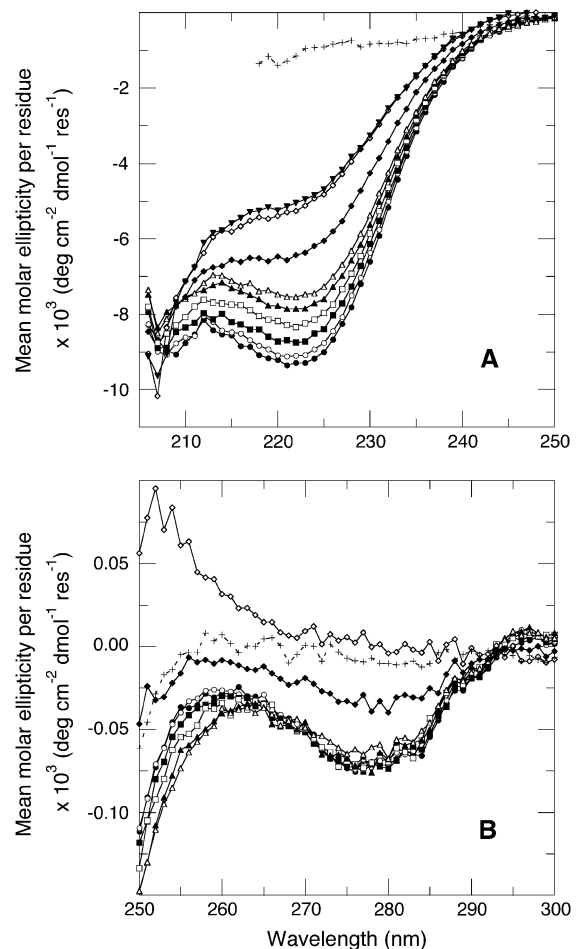 Mean molar ellipticity per residue
x 10³ (deg cm⁻² dmol⁻¹ res⁻¹)
-2
-4
-6
-8
-10
A
210
220
230
240
250
Mean molar ellipticity per residue
x 10³ (deg cm⁻² dmol⁻¹ res⁻¹)
0.05
0.00
-0.05
-0.10
B
250
260
270
280
290
300
Wavelength (nm)